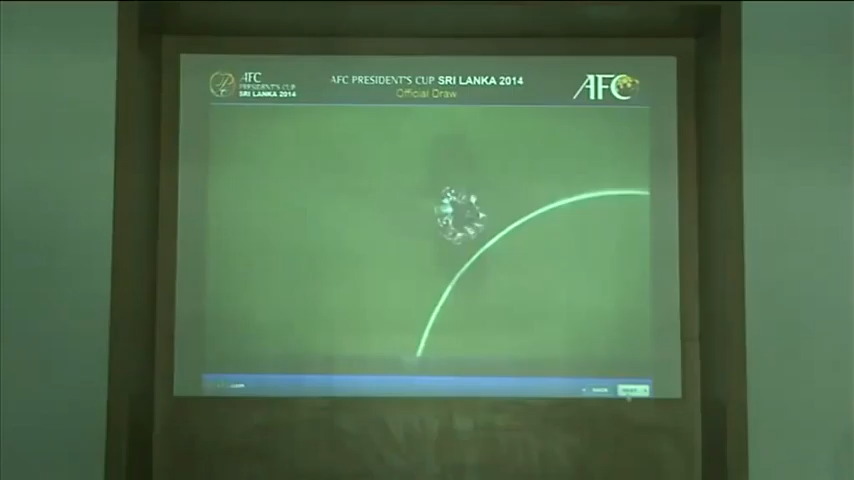 AFC
PRESIDENT'S CUP
SRI LANKA 2014
AFC PRESIDENT'S CUP SRI LANKA 2014
Official Draw
AFC